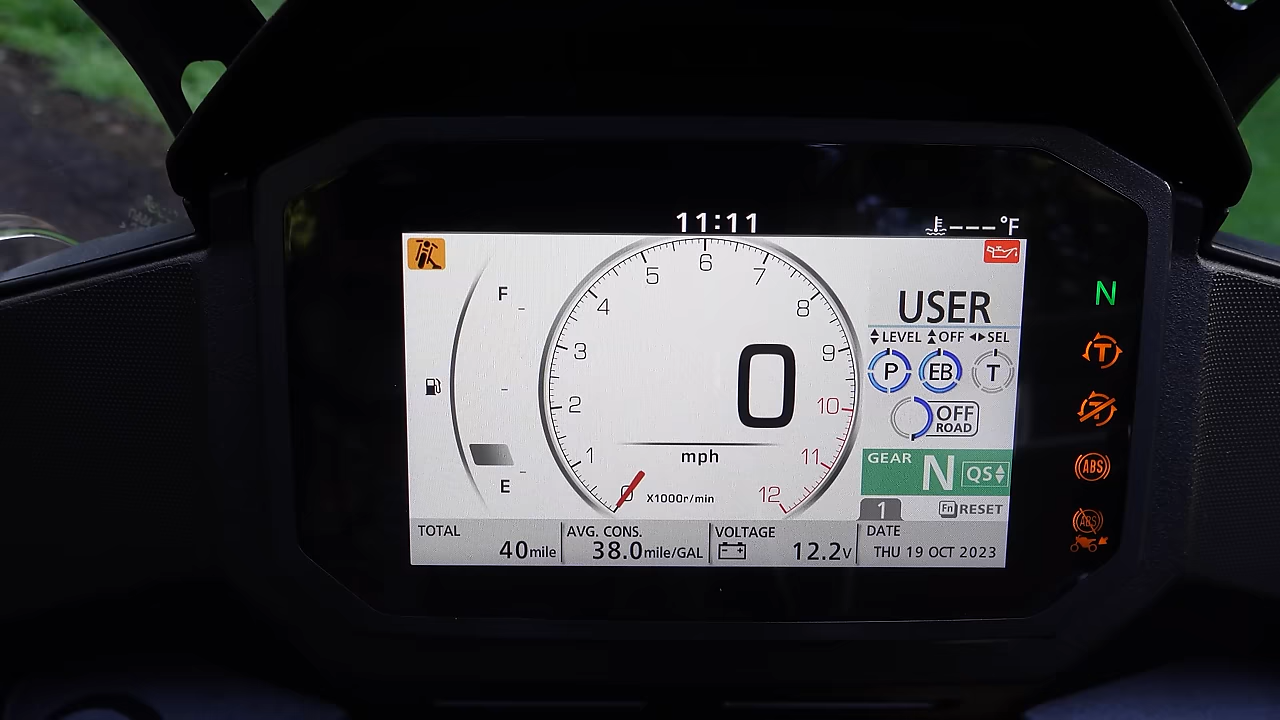 11:11
---°F
F
E
0
1
2
3
4
5
6
7
8
9
10
11
12
0
mph
X1000r/min
USER
LEVEL OFF SEL
P EB T
OFF
ROAD
GEAR N QS
1 Fn RESET
TOTAL
40mile
AVG. CONS.
38.0mile/GAL
VOLTAGE
12.2V
DATE
THU 19 OCT 2023
N
T
T
ABS
ABS